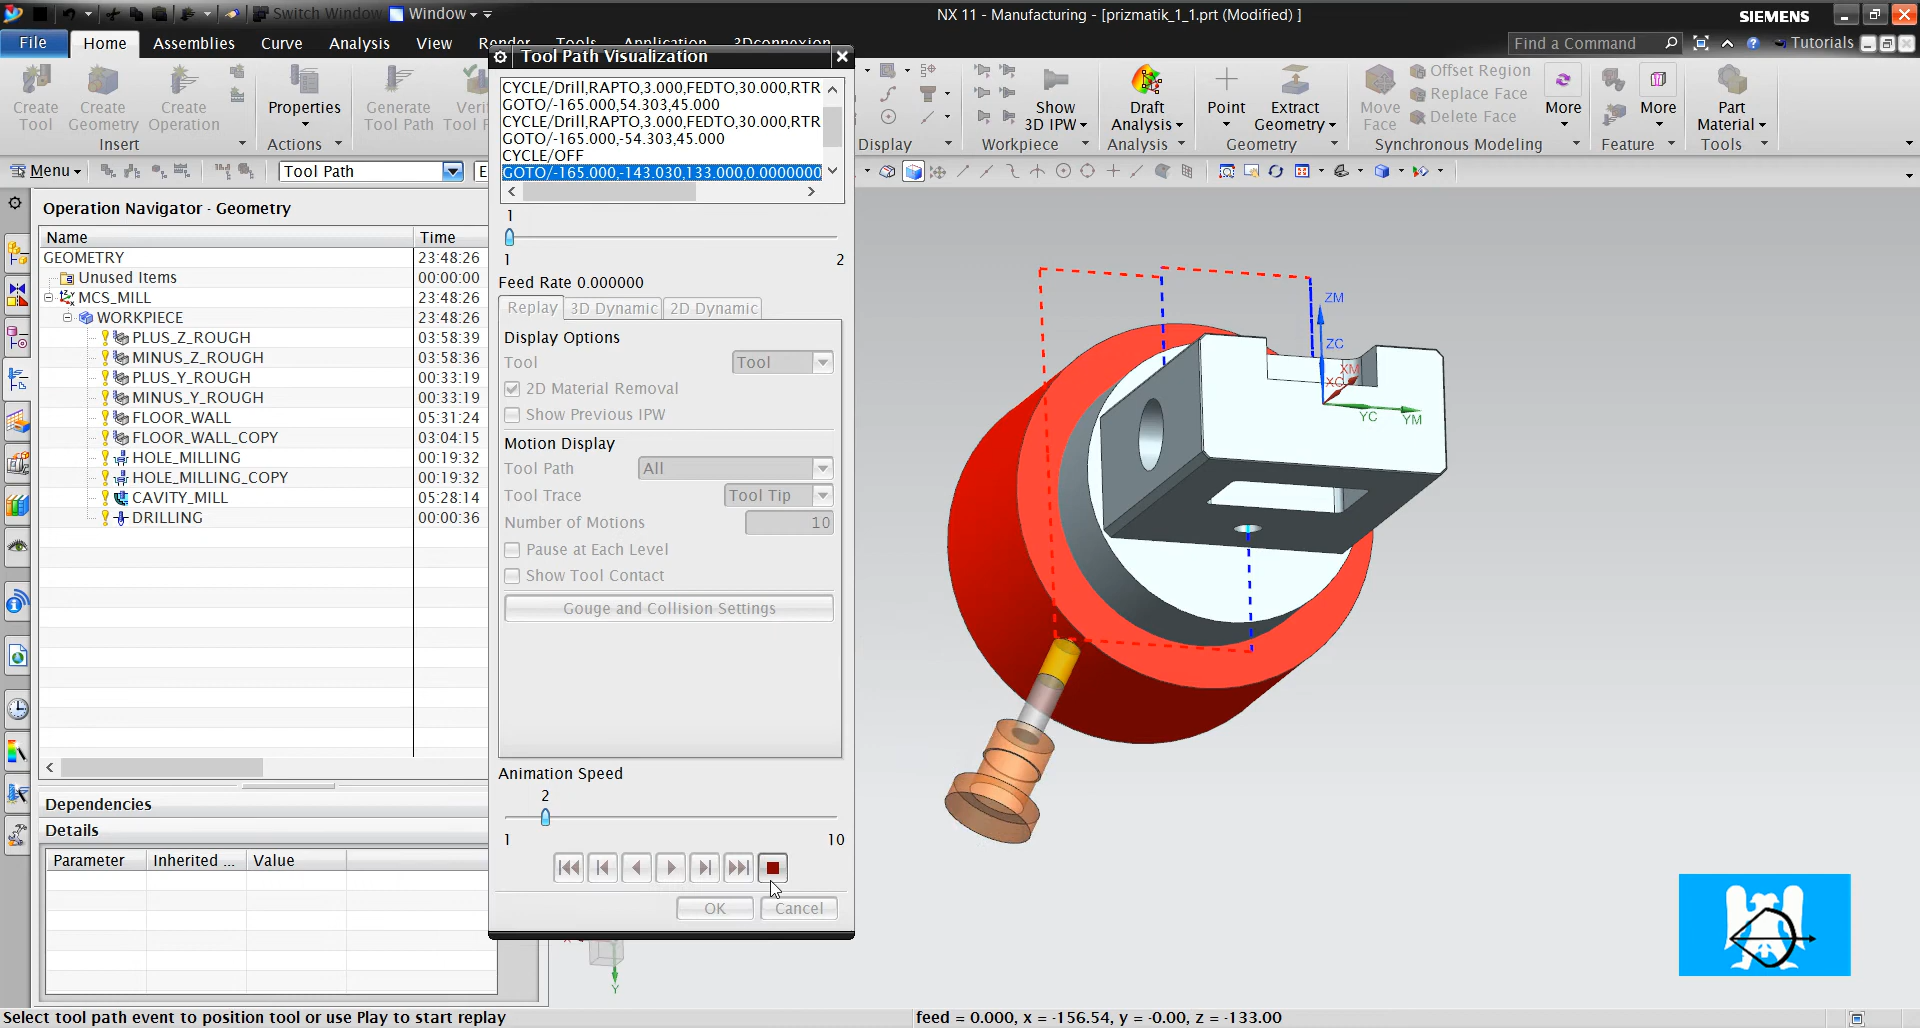 Switch Window
Window
NX 11 - Manufacturing - [prizmatik_1_1.prt (Modified) ]
SIEMENS
File
Home
Assemblies
Curve
Analysis
View
Render
Tools
Application
3Dconnexion
Find a Command
Tutorials
Tool Path Visualization
Create Tool
Create Geometry
Create Operation
Properties
Generate Tool Path
Show 3D IPW
Draft Analysis
Point
Extract Geometry
Move Face
Offset Region
Replace Face
Delete Face
More
More
Part Material
Insert
Actions
Display
Workpiece
Analysis
Geometry
Synchronous Modeling
Feature
Tools
Menu
Tool Path
CYCLE/Drill,RAPTO,3.000,FEDTO,30.000,RTR
GOTO/-165.000,54.303,45.000
CYCLE/Drill,RAPTO,3.000,FEDTO,30.000,RTR
GOTO/-165.000,-54.303,45.000
CYCLE/OFF
GOTO/-165.000,-143.030,133.000,0.0000000
1
1 2
Feed Rate 0.000000
Replay
3D Dynamic
2D Dynamic
Display Options
Tool
Tool
2D Material Removal
Show Previous IPW
Motion Display
Tool Path
All
Tool Trace
Tool Tip
Number of Motions
10
Pause at Each Level
Show Tool Contact
Gouge and Collision Settings
Animation Speed
2
1 10
OK
Cancel
Operation Navigator - Geometry
Name Time
GEOMETRY 23:48:26
Unused Items 00:00:00
MCS_MILL 23:48:26
WORKPIECE 23:48:26
PLUS_Z_ROUGH 03:58:39
MINUS_Z_ROUGH 03:58:36
PLUS_Y_ROUGH 00:33:19
MINUS_Y_ROUGH 00:33:19
FLOOR_WALL 05:31:24
FLOOR_WALL_COPY 03:04:15
HOLE_MILLING 00:19:32
HOLE_MILLING_COPY 00:19:32
CAVITY_MILL 05:28:14
DRILLING 00:00:36
Dependencies
Details
Parameter Inherited ... Value
ZM
ZC
XM
XC
YC
YM
Y
Select tool path event to position tool or use Play to start replay
feed = 0.000, x = -156.54, y = -0.00, z = -133.00